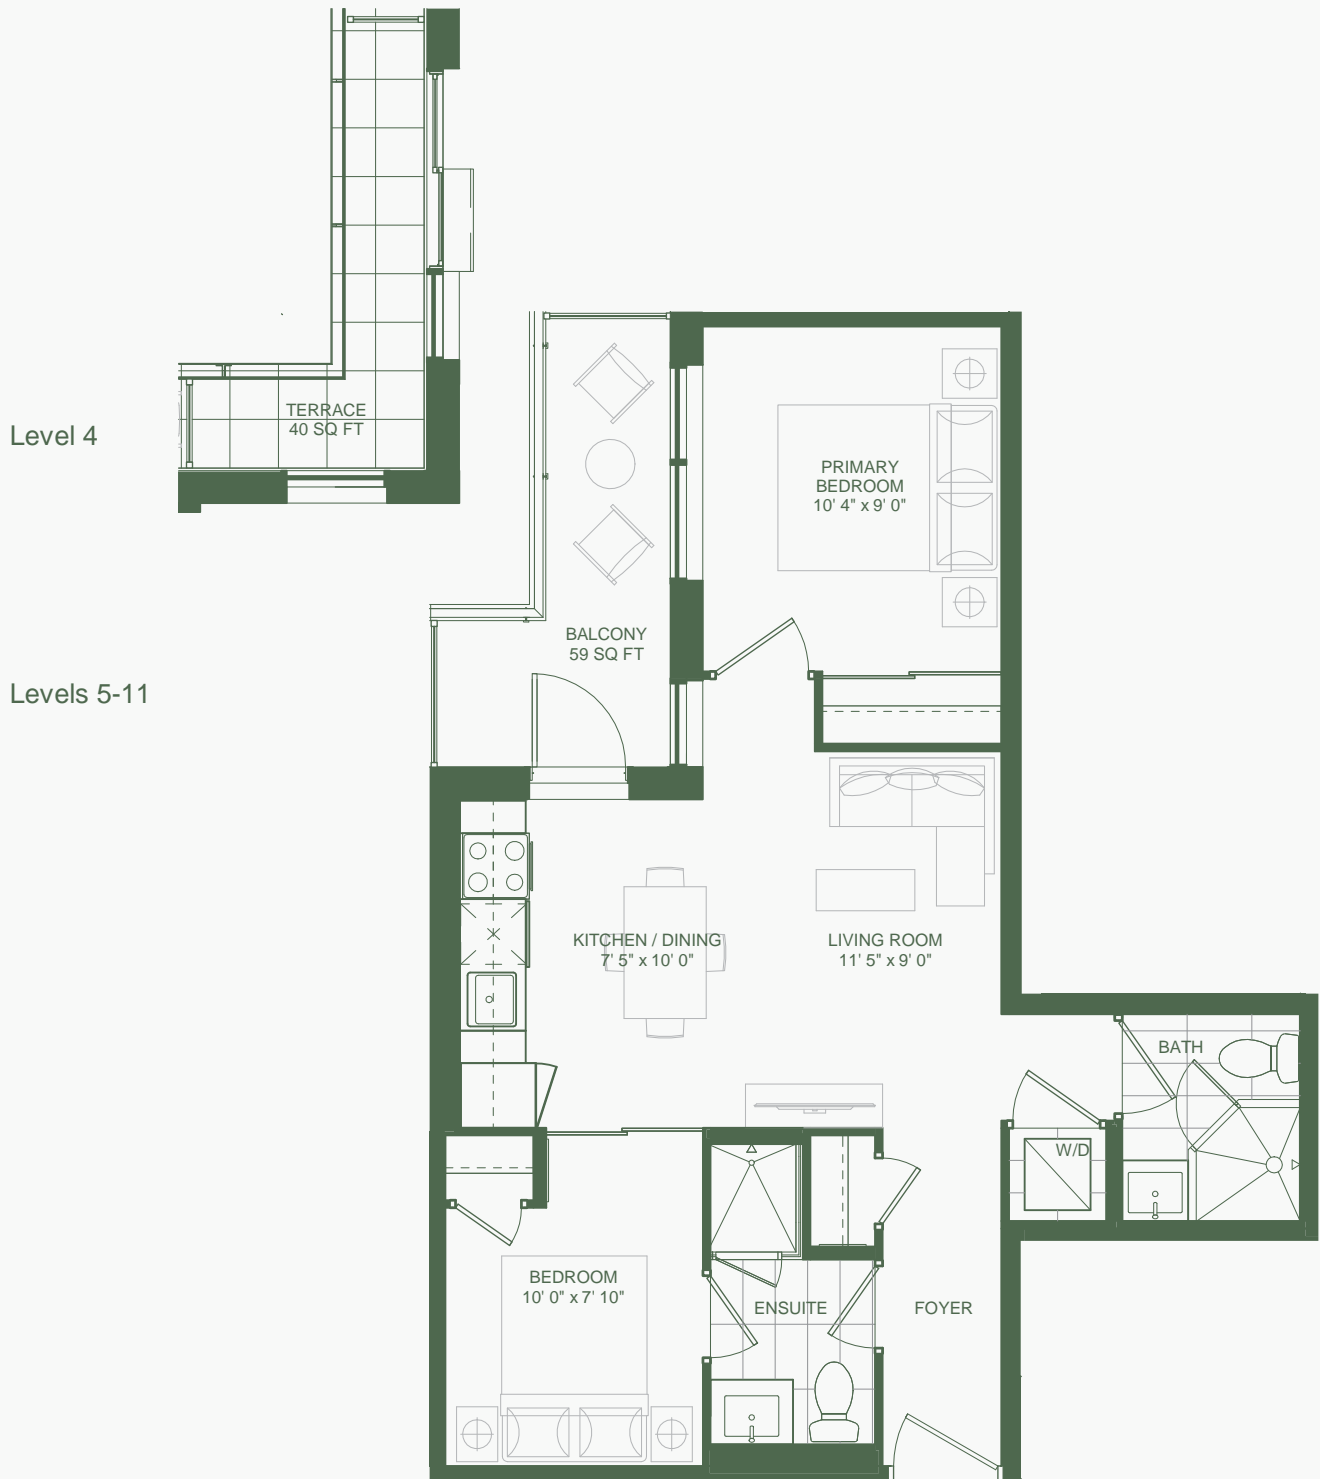 TERRACE
40 SQ FT
Level 4
PRIMARY
BEDROOM
10' 4" x 9' 0"
BALCONY
59 SQ FT
Levels 5-11
KITCHEN / DINING
7' 5" x 10' 0"
LIVING ROOM
11' 5" x 9' 0"
BATH
W/D
BEDROOM
10' 0" x 7' 10"
ENSUITE
FOYER